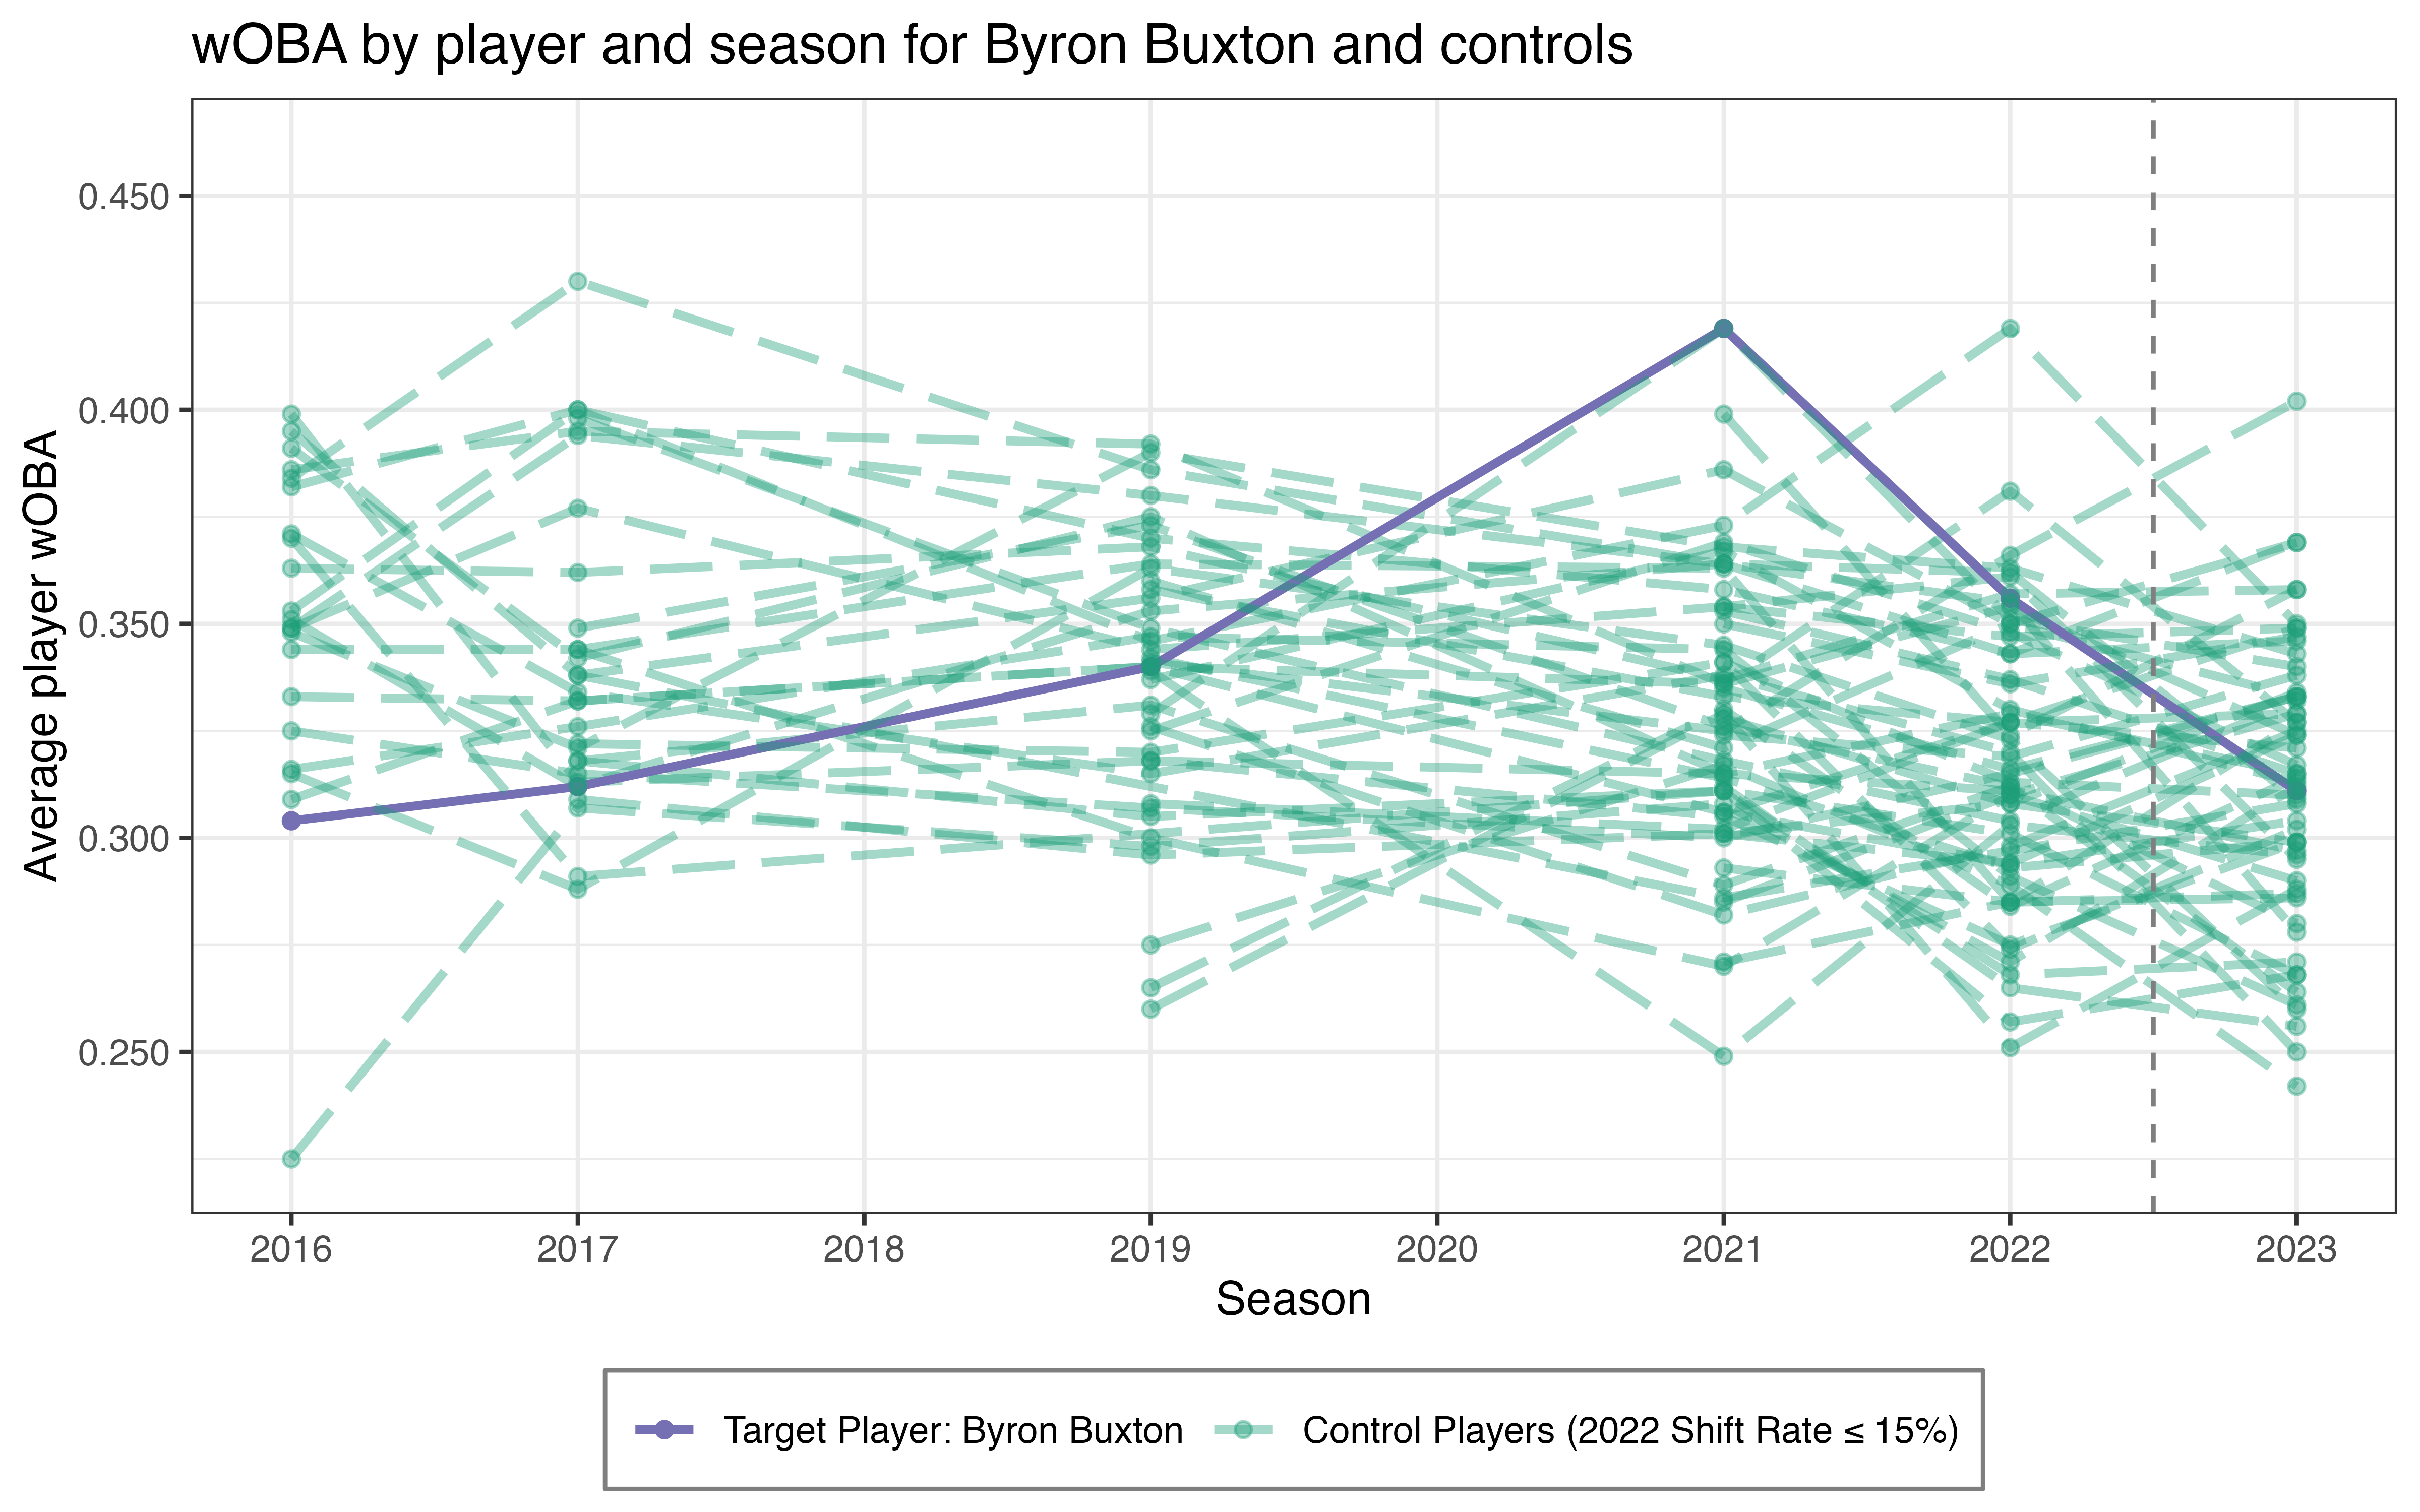 wOBA by player and season for Byron Buxton and controls
Average player wOBA
0.450
0.400
0.350
0.300
0.250
2016 2017 2018 2019 2020 2021 2022 2023
Season
Target Player: Byron Buxton Control Players (2022 Shift Rate ≤ 15%)